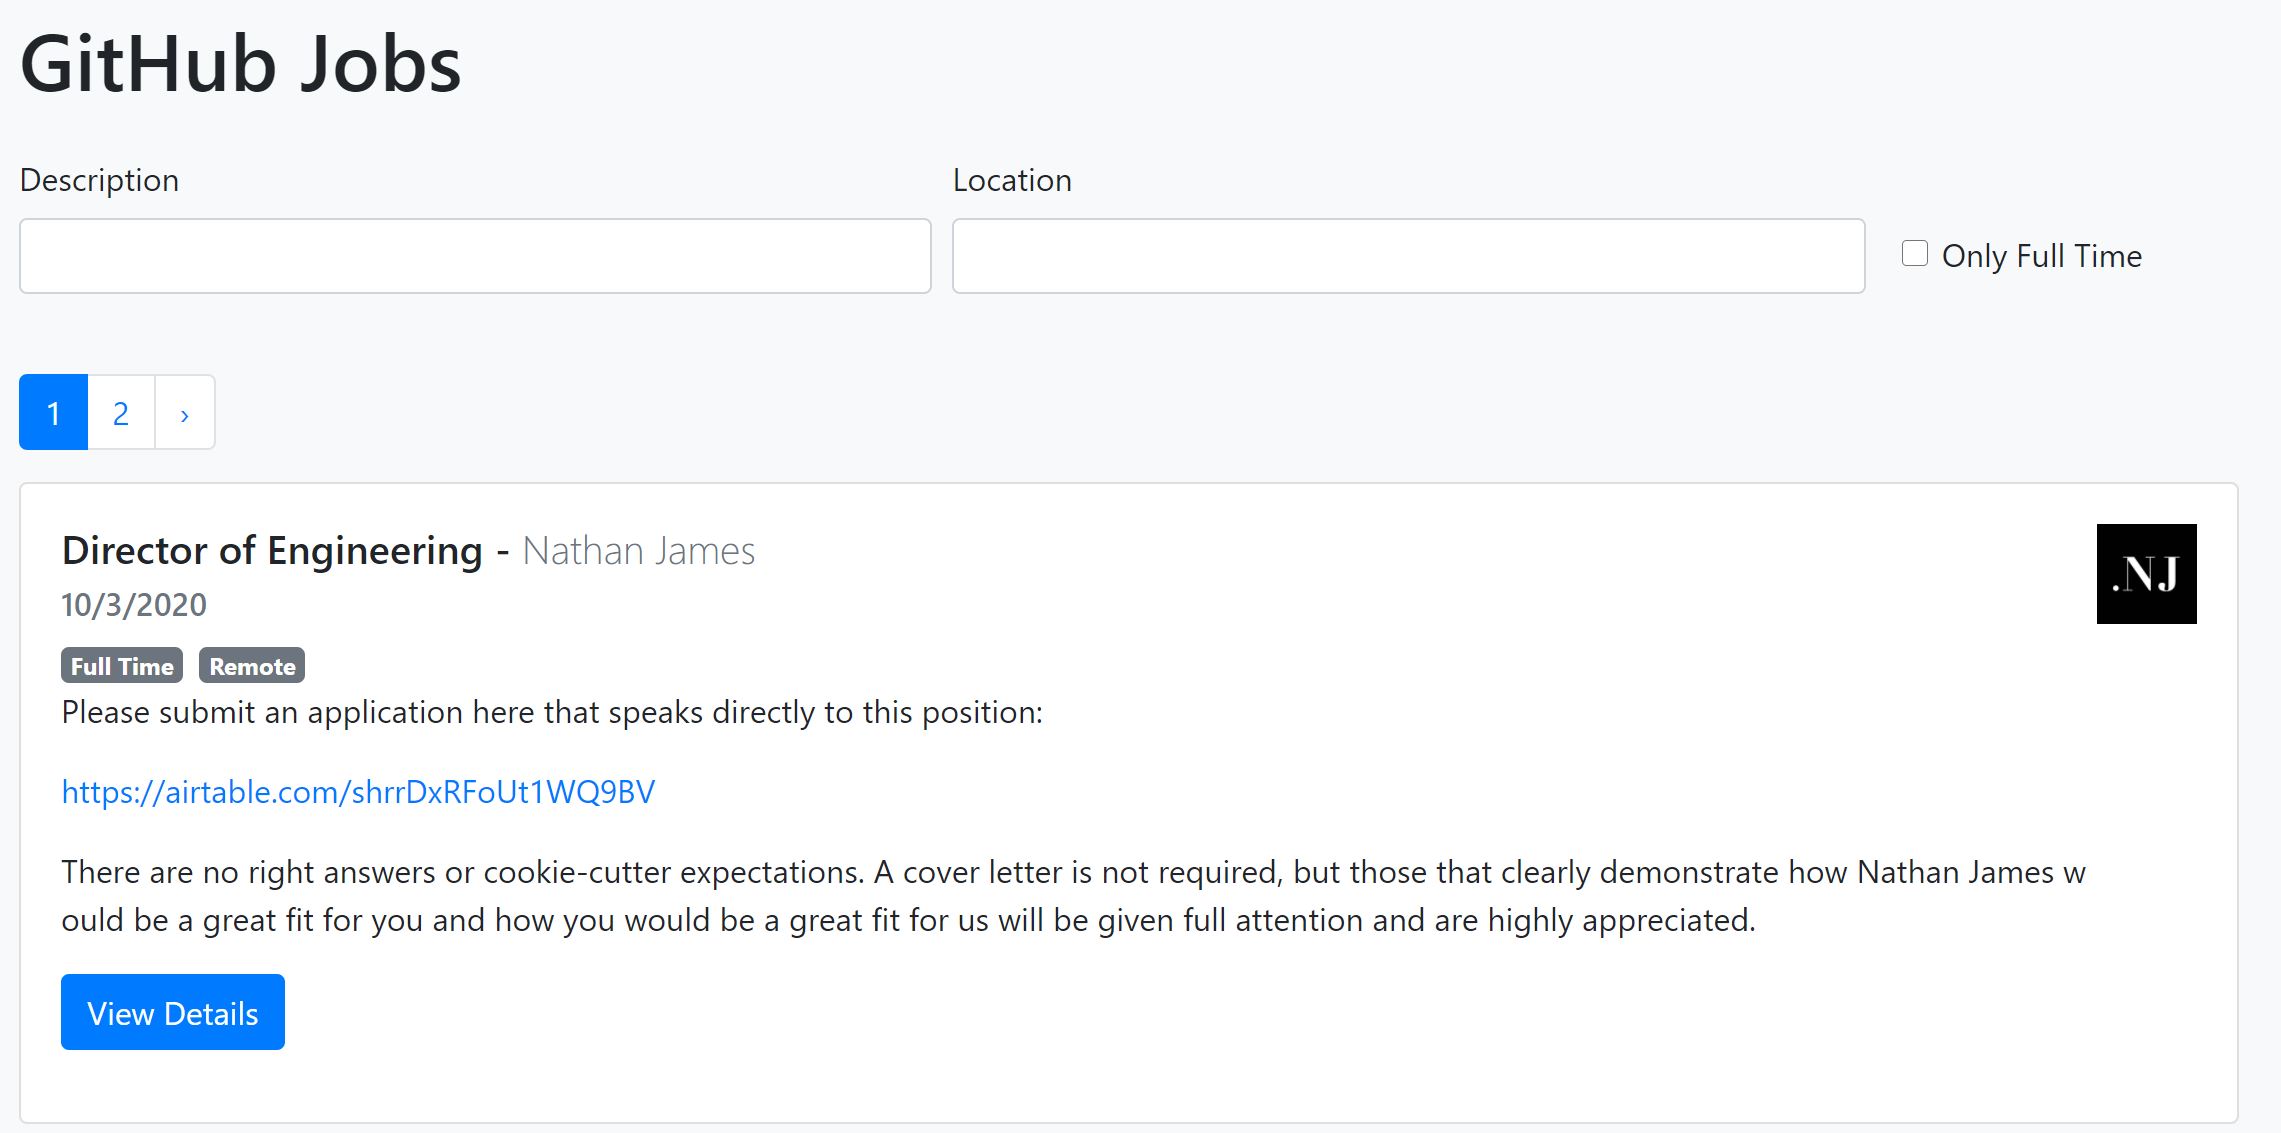 GitHub Jobs
Description
Location
Only Full Time
1 2 ›
Director of Engineering - Nathan James
.NJ
10/3/2020
Full Time Remote
Please submit an application here that speaks directly to this position:
https://airtable.com/shrrDxRFoUt1WQ9BV
There are no right answers or cookie-cutter expectations. A cover letter is not required, but those that clearly demonstrate how Nathan James w
ould be a great fit for you and how you would be a great fit for us will be given full attention and are highly appreciated.
View Details